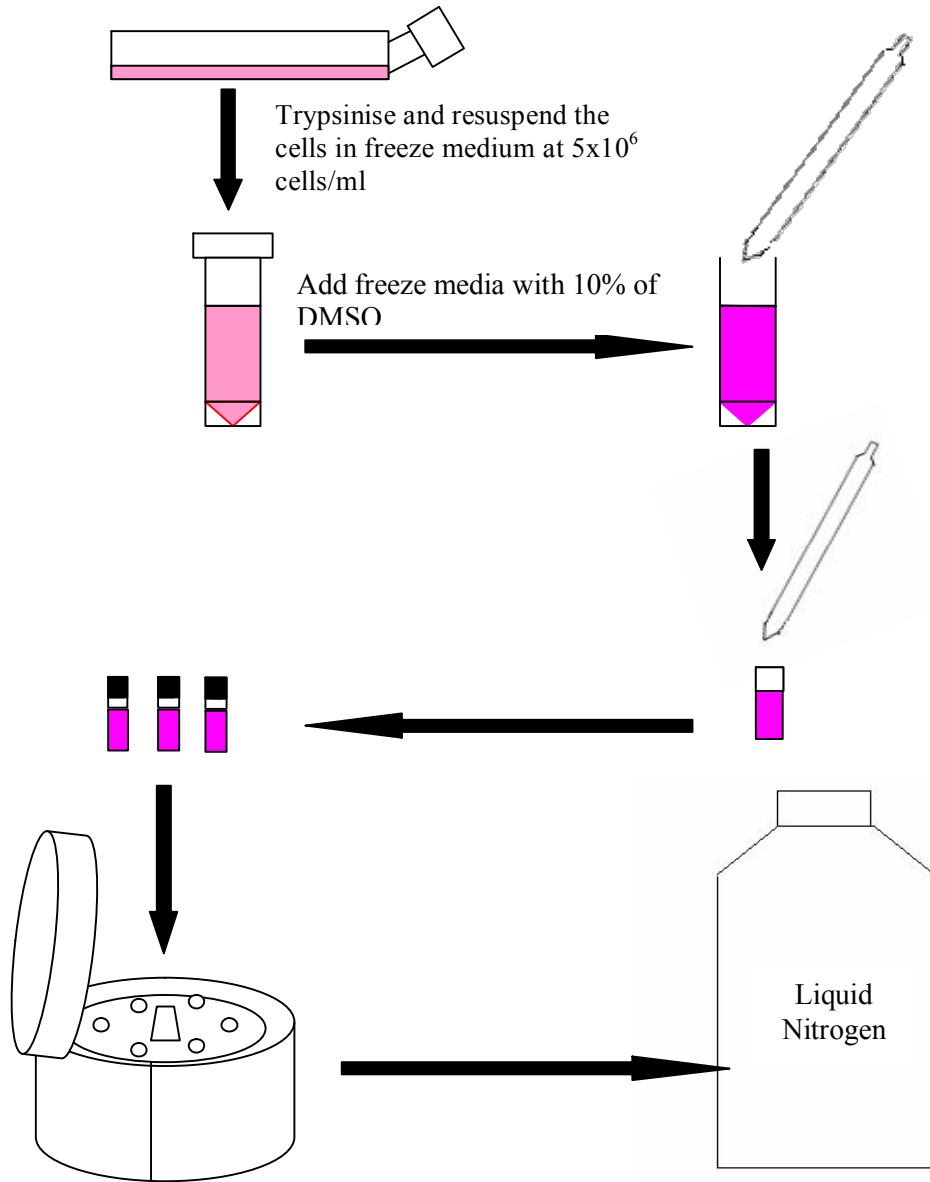 Trypsinise and resuspend the
cells in freeze medium at 5x10⁶
cells/ml
Add freeze media with 10% of
DMSO
Liquid
Nitrogen